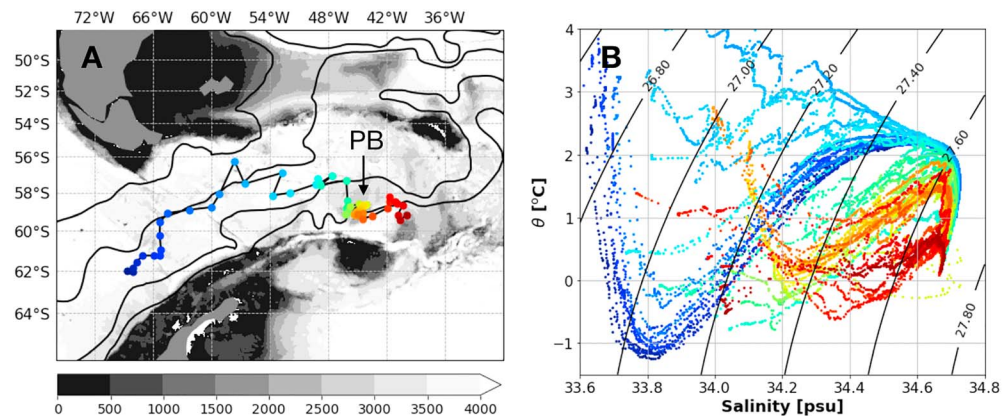 72°W 66°W 60°W 54°W 48°W 42°W 36°W
A
50°S
52°S
54°S
56°S
58°S
60°S
62°S
64°S
PB
0 500 1000 1500 2000 2500 3000 3500 4000
B
4
3
2
1
0
−1
θ [°C]
26.80
27.00
27.20
27.40
27.60
27.80
33.6 33.8 34.0 34.2 34.4 34.6 34.8
Salinity [psu]